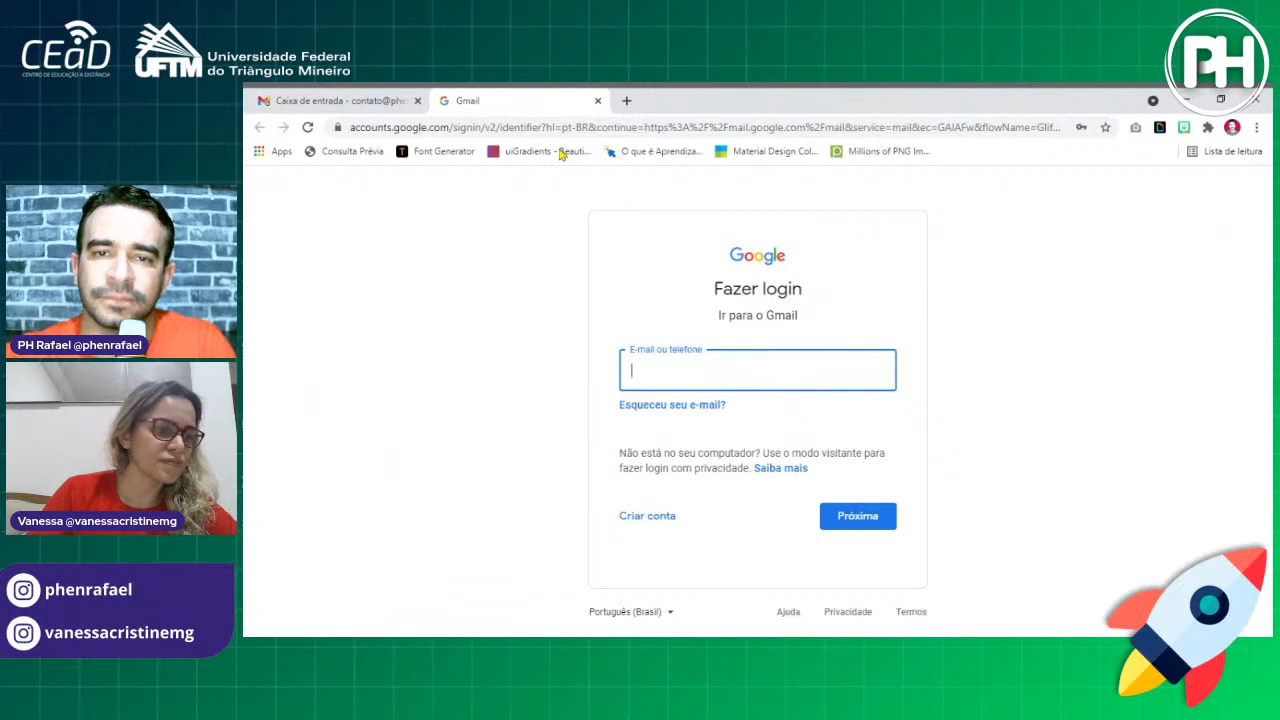 CEaD
CENTRO DE EDUCAÇÃO A DISTÂNCIA
UFTM
Universidade Federal
do Triângulo Mineiro
PH
Caixa de entrada - contato@phe
Gmail
accounts.google.com/signin/v2/identifier?hl=pt-BR&continue=https%3A%2F%2Fmail.google.com%2Fmail&service=mail&sacu=1&rip=1
Apps
Consulta Prévia
Font Generator
uiGradients - Beauti...
O que é Aprendiza...
Material Design Col...
Millions of PNG Im...
Lista de leitura
Google
Fazer login
Ir para o Gmail
E-mail ou telefone
Esqueceu seu e-mail?
Não está no seu computador? Use o modo visitante para
fazer login com privacidade. Saiba mais
Criar conta
Próxima
Português (Brasil)
Ajuda
Privacidade
Termos
PH Rafael @phenrafael
Vanessa @vanessacristinemg
phenrafael
vanessacristinemg